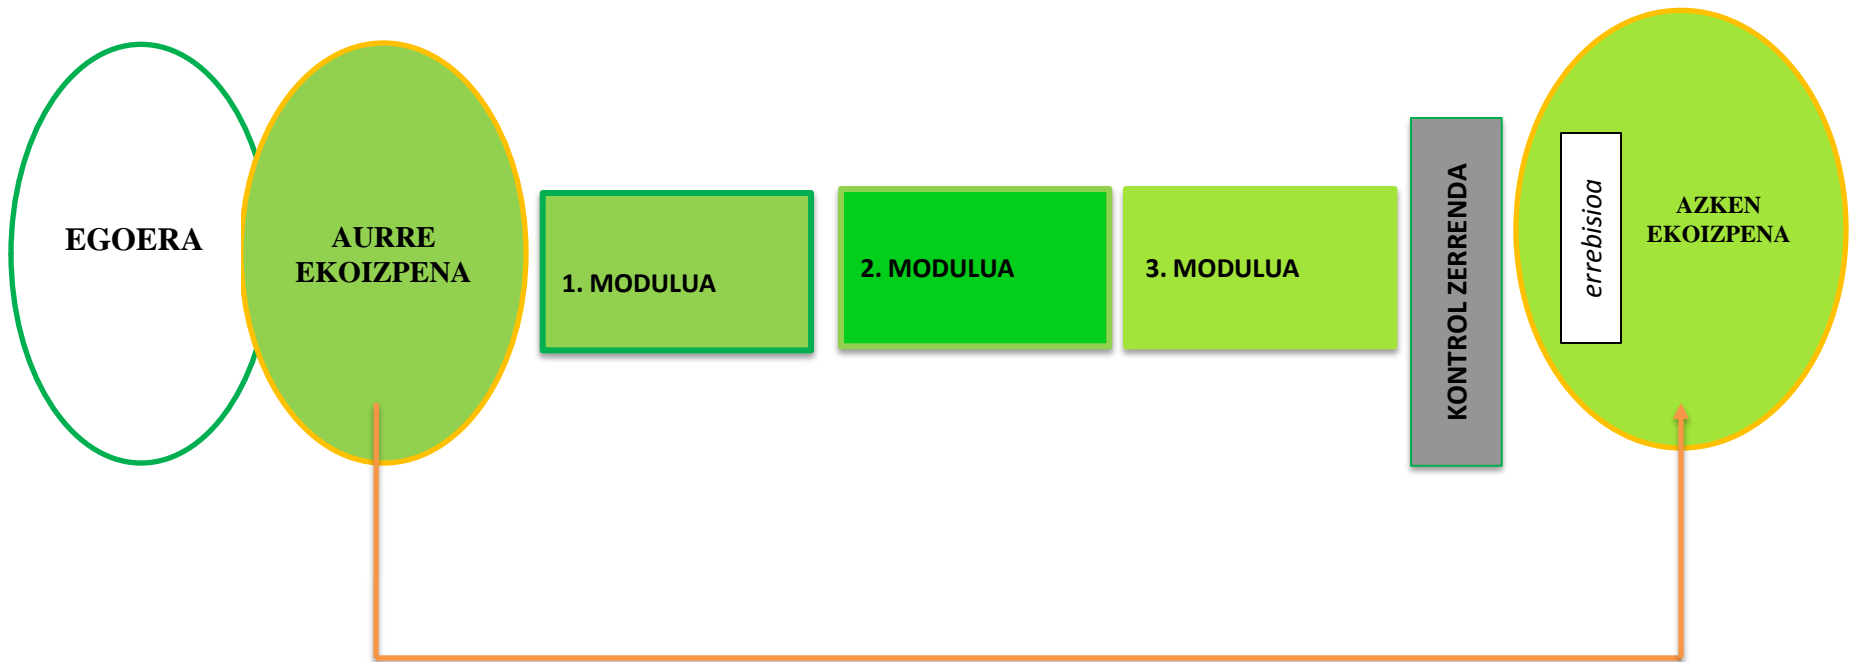 EGOERA
AURRE
EKOIZPENA
1. MODULUA
2. MODULUA
3. MODULUA
KONTROL ZERRENDA
errebisioa
AZKEN
EKOIZPENA